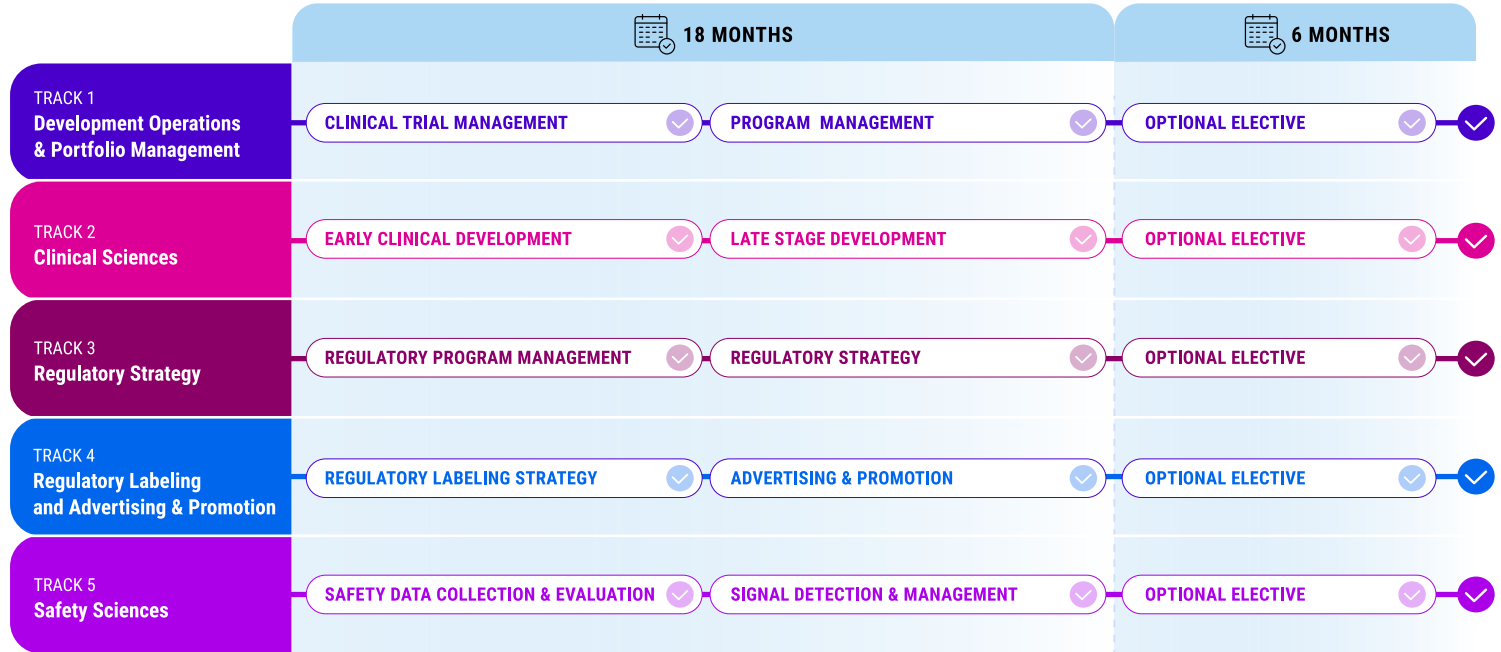 18 MONTHS
6 MONTHS
TRACK 1
Development Operations
& Portfolio Management
CLINICAL TRIAL MANAGEMENT
PROGRAM MANAGEMENT
OPTIONAL ELECTIVE
TRACK 2
Clinical Sciences
EARLY CLINICAL DEVELOPMENT
LATE STAGE DEVELOPMENT
OPTIONAL ELECTIVE
TRACK 3
Regulatory Strategy
REGULATORY PROGRAM MANAGEMENT
REGULATORY STRATEGY
OPTIONAL ELECTIVE
TRACK 4
Regulatory Labeling
and Advertising & Promotion
REGULATORY LABELING STRATEGY
ADVERTISING & PROMOTION
OPTIONAL ELECTIVE
TRACK 5
Safety Sciences
SAFETY DATA COLLECTION & EVALUATION
SIGNAL DETECTION & MANAGEMENT
OPTIONAL ELECTIVE